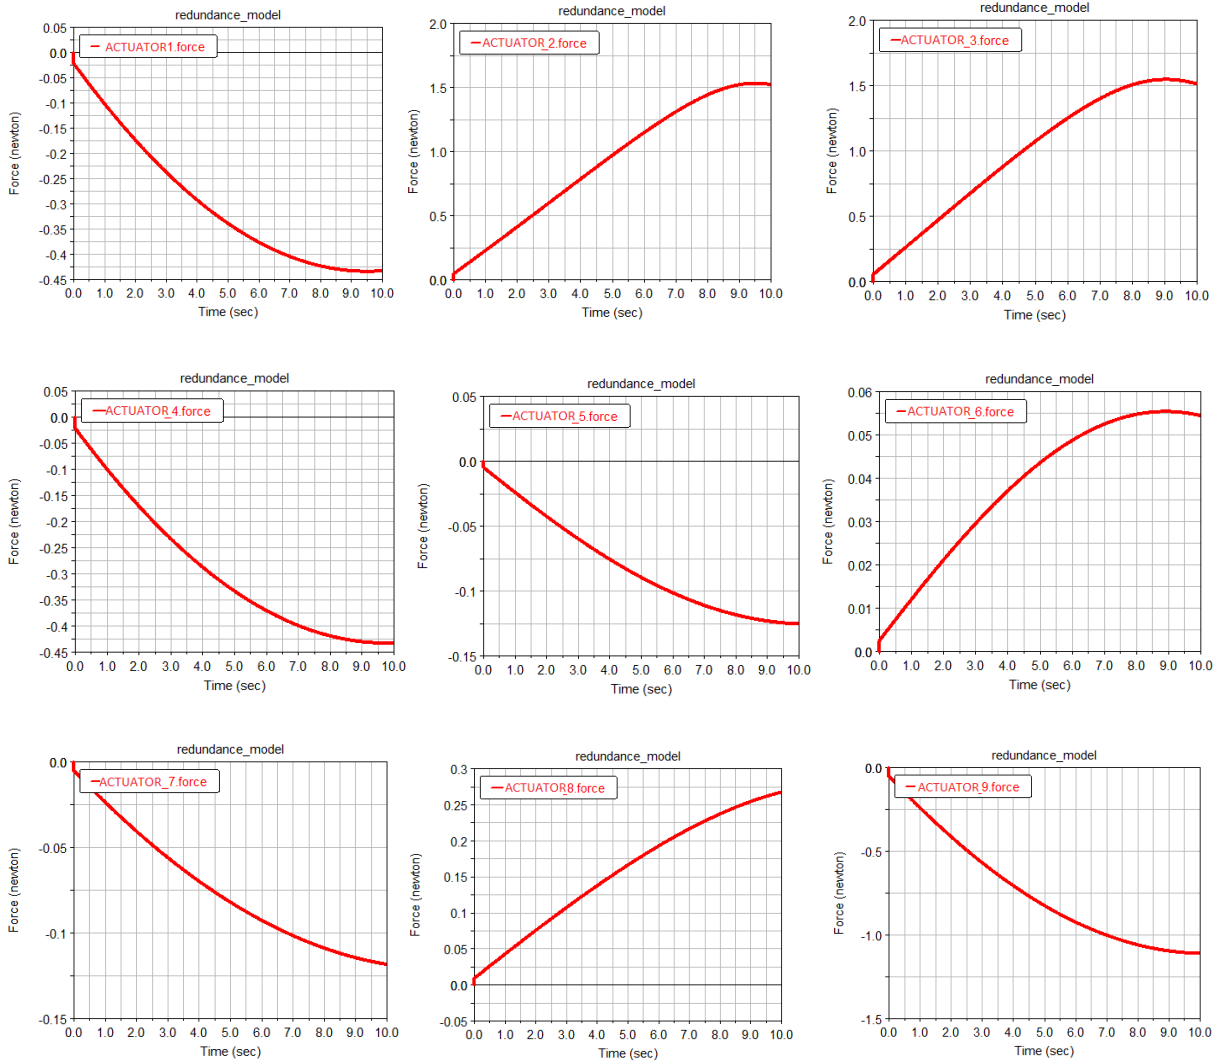 redundance_model
ACTUATOR1.force
Force (newton)
0.05
0.0
-0.05
-0.1
-0.15
-0.2
-0.25
-0.3
-0.35
-0.4
-0.45
0.0 1.0 2.0 3.0 4.0 5.0 6.0 7.0 8.0 9.0 10.0
Time (sec)
redundance_model
ACTUATOR_2.force
Force (newton)
2.0
1.5
1.0
0.5
0.0
0.0 1.0 2.0 3.0 4.0 5.0 6.0 7.0 8.0 9.0 10.0
Time (sec)
redundance_model
ACTUATOR_3.force
Force (newton)
2.0
1.5
1.0
0.5
0.0
0.0 1.0 2.0 3.0 4.0 5.0 6.0 7.0 8.0 9.0 10.0
Time (sec)
redundance_model
ACTUATOR_4.force
Force (newton)
0.05
0.0
-0.05
-0.1
-0.15
-0.2
-0.25
-0.3
-0.35
-0.4
-0.45
0.0 1.0 2.0 3.0 4.0 5.0 6.0 7.0 8.0 9.0 10.0
Time (sec)
redundance_model
ACTUATOR_5.force
Force (newton)
0.05
0.0
-0.05
-0.1
-0.15
0.0 1.0 2.0 3.0 4.0 5.0 6.0 7.0 8.0 9.0 10.0
Time (sec)
redundance_model
ACTUATOR_6.force
Force (newton)
0.06
0.05
0.04
0.03
0.02
0.01
0.0
0.0 1.0 2.0 3.0 4.0 5.0 6.0 7.0 8.0 9.0 10.0
Time (sec)
redundance_model
ACTUATOR_7.force
Force (newton)
0.0
-0.05
-0.1
-0.15
0.0 1.0 2.0 3.0 4.0 5.0 6.0 7.0 8.0 9.0 10.0
Time (sec)
redundance_model
ACTUATOR8.force
Force (newton)
0.3
0.25
0.2
0.15
0.1
0.05
0.0
-0.05
0.0 1.0 2.0 3.0 4.0 5.0 6.0 7.0 8.0 9.0 10.0
Time (sec)
redundance_model
ACTUATOR_9.force
Force (newton)
0.0
-0.5
-1.0
-1.5
0.0 1.0 2.0 3.0 4.0 5.0 6.0 7.0 8.0 9.0 10.0
Time (sec)